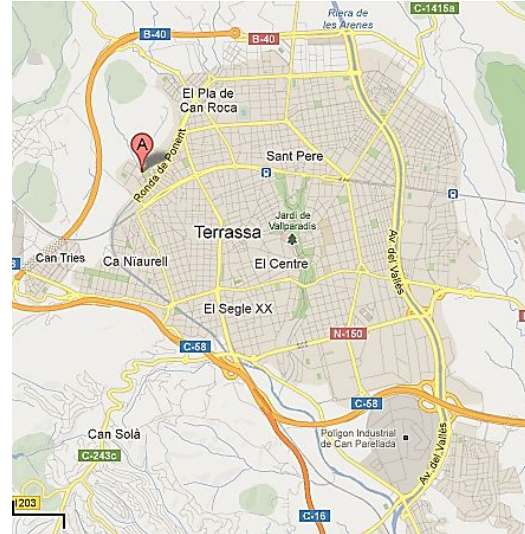 Riera de
les Arenes
C-1415a
B-40
B-40
El Pla de
Can Roca
A
Ronda de Ponent
Sant Pere
Jardí de
Vallparadís
Terrassa
Av. del Vallès
Can Tries
Ca N'aurell
El Centre
El Segle XX
N-150
C-58
C-58
Can Solà
Polígon Industrial
de Can Parellada
C-243c
Av. del Vallès
1203
C-16